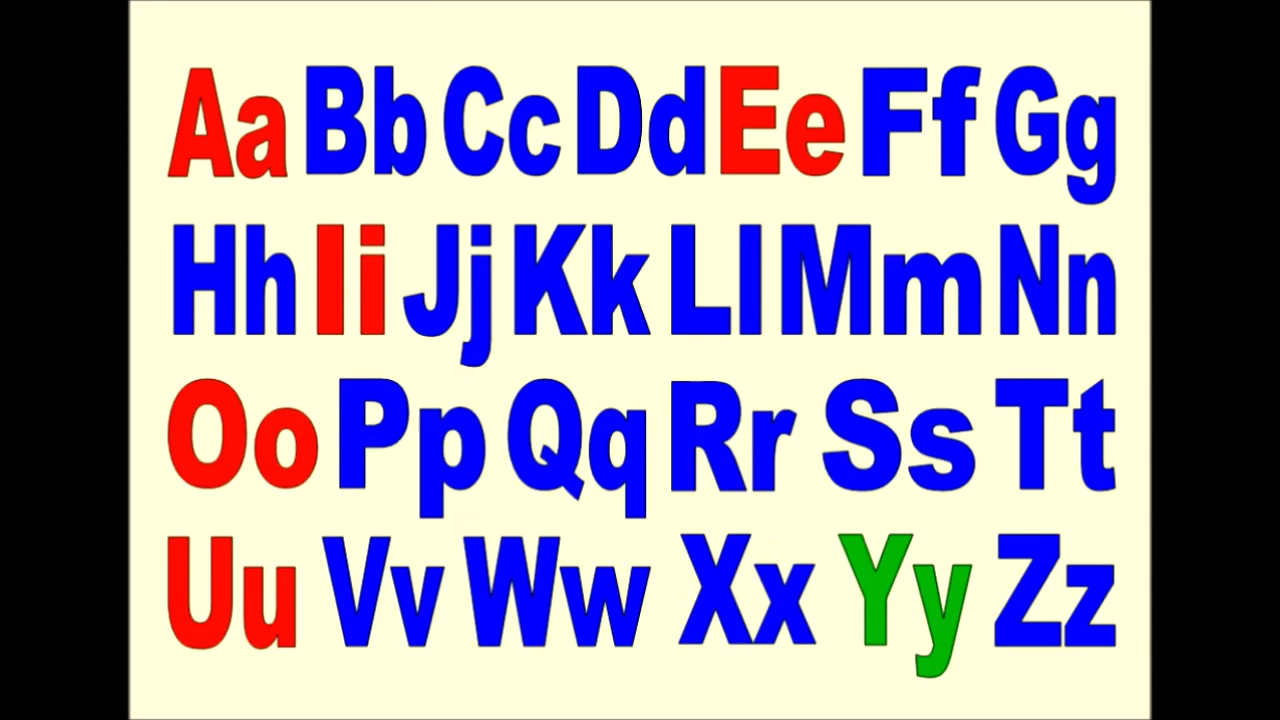 Aa Bb Cc Dd Ee Ff Gg
Hh Ii Jj Kk Ll Mm Nn
Oo Pp Qq Rr Ss Tt
Uu Vv Ww Xx Yy Zz